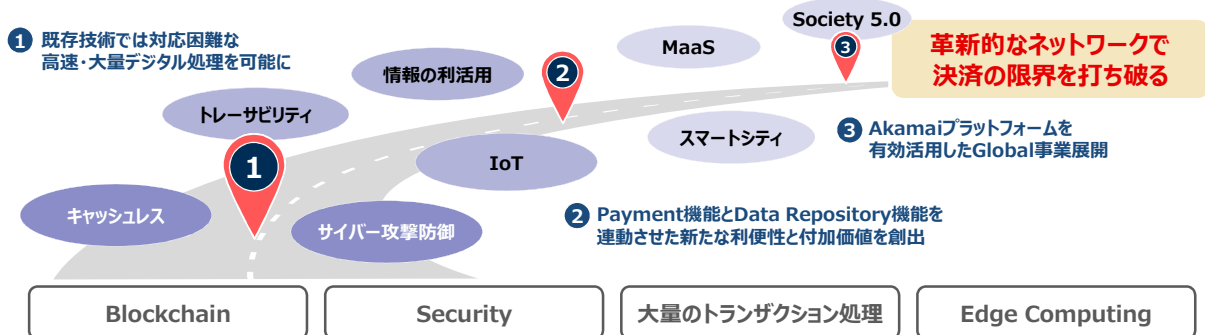 1 既存技術では対応困難な
高速・大量デジタル処理を可能に
Society 5.0
3
MaaS
革新的なネットワークで
決済の限界を打ち破る
情報の利活用
2
トレーサビリティ
3 Akamaiプラットフォームを
有効活用したGlobal事業展開
スマートシティ
1
IoT
キャッシュレス
サイバー攻撃防御
2 Payment機能とData Repository機能を
連動させた新たな利便性と付加価値を創出
Blockchain
Security
大量のトランザクション処理
Edge Computing